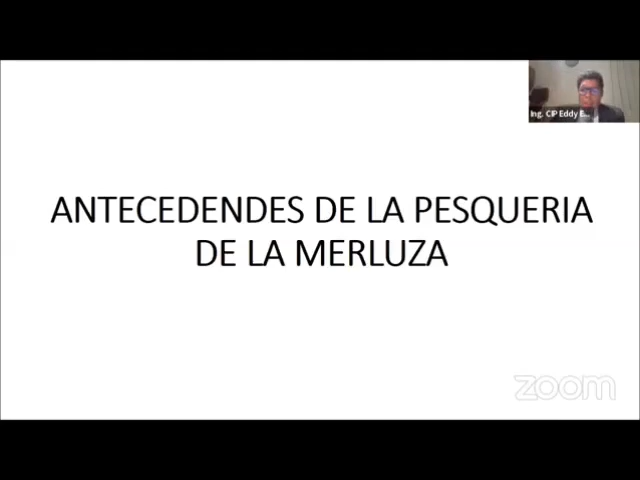 Ing. CIP Eddy E...
ANTECEDENDES DE LA PESQUERIA
DE LA MERLUZA
zoom